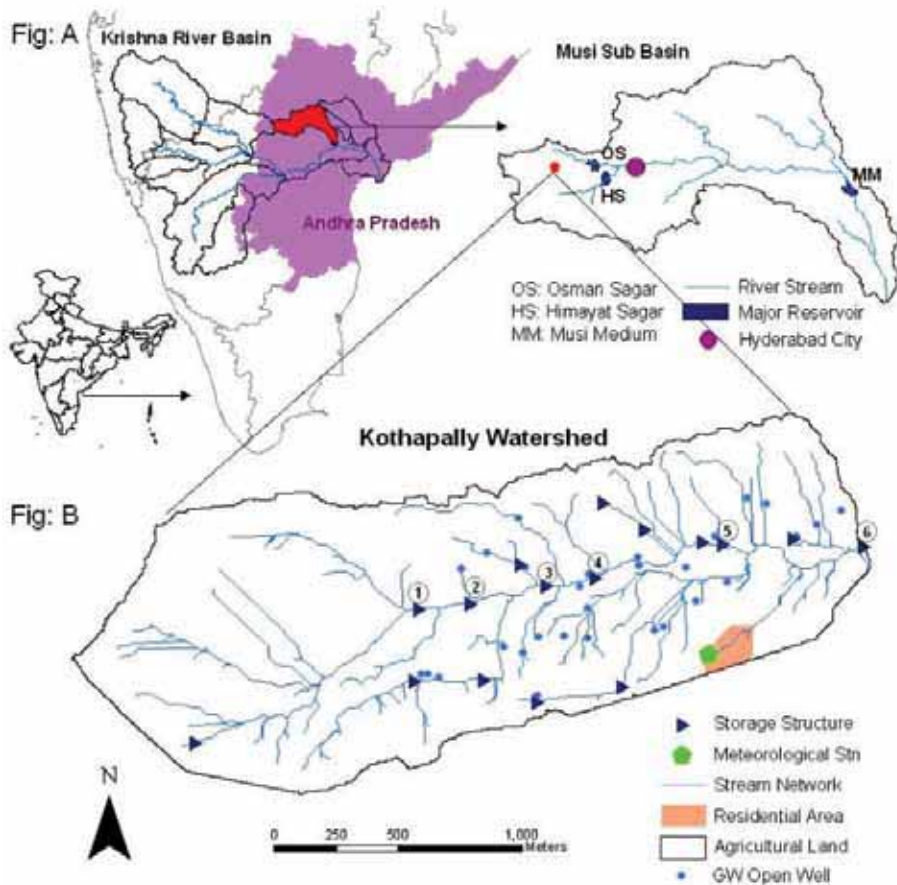 Fig: A
Krishna River Basin
Musi Sub Basin
OS
HS
MM
Andhra Pradesh
OS: Osman Sagar
HS: Himayat Sagar
MM: Musi Medium
River Stream
Major Reservoir
Hyderabad City
Kothapally Watershed
Fig: B
1
2
3
4
5
6
N
0 250 500 1,000
Meters
Storage Structure
Meteorological Stn
Stream Network
Residential Area
Agricultural Land
GW Open Well